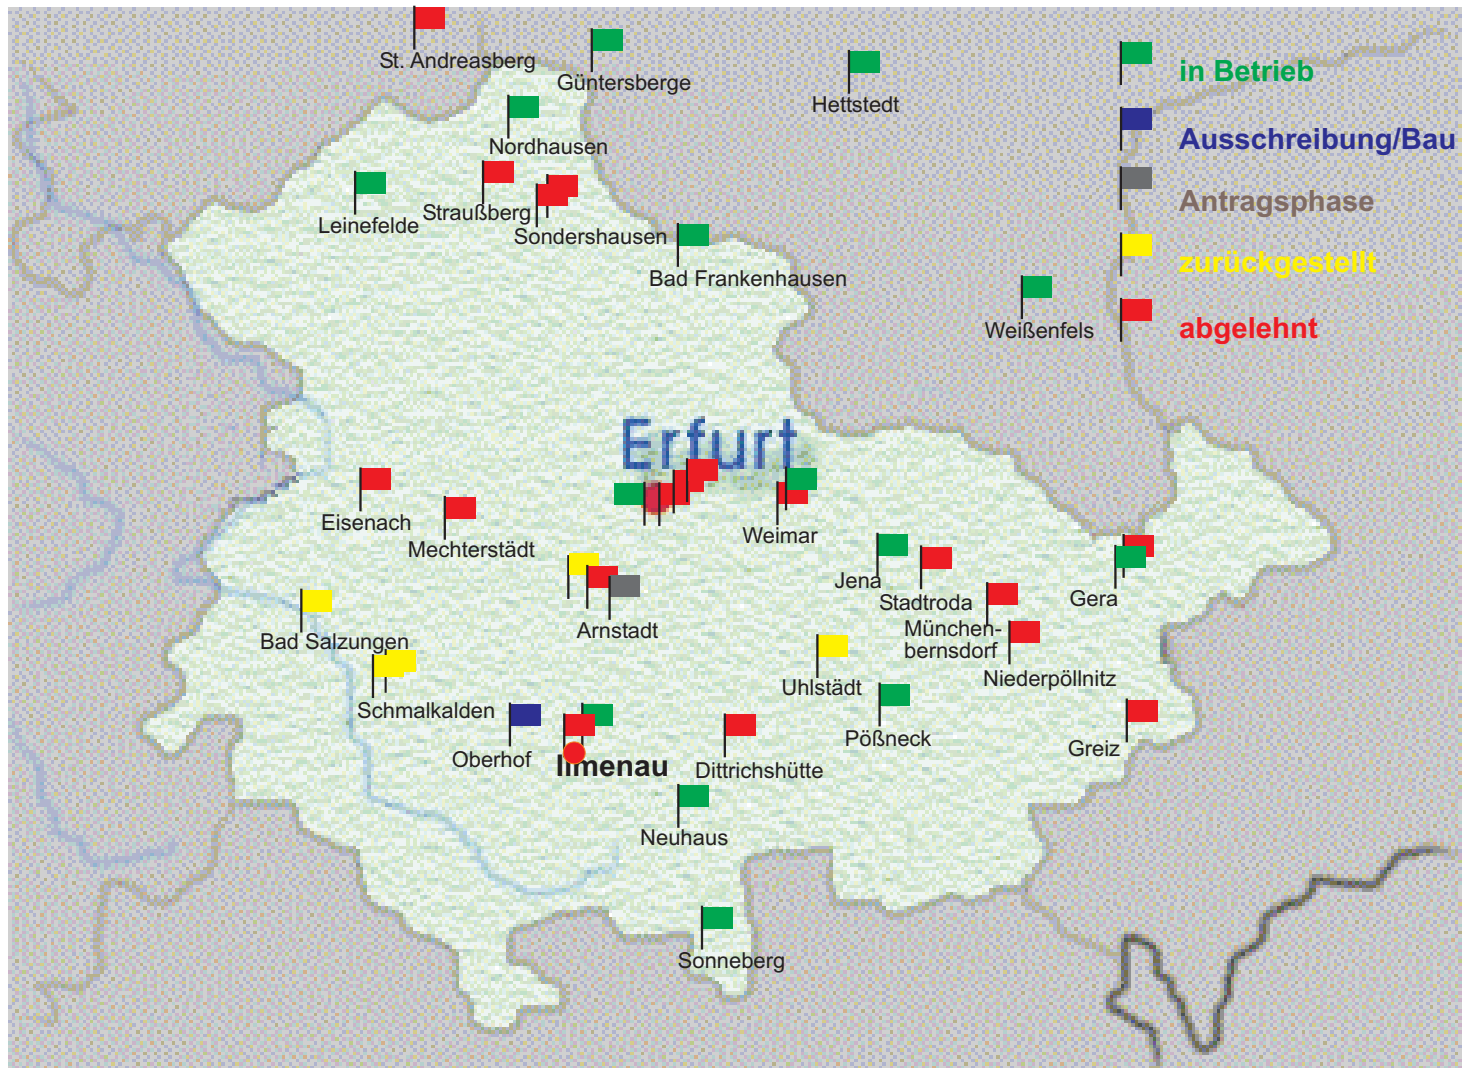 St. Andreasberg
Güntersberge
Hettstedt
in Betrieb
Nordhausen
Ausschreibung/Bau
Leinefelde
Straußberg
Sondershausen
Antragsphase
Bad Frankenhausen
zurückgestellt
Weißenfels
abgelehnt
Erfurt
Eisenach
Mechterstädt
Weimar
Jena
Stadtroda
Gera
Arnstadt
München-
bernsdorf
Bad Salzungen
Niederpöllnitz
Uhlstädt
Schmalkalden
Pößneck
Greiz
Oberhof
Ilmenau
Dittrichshütte
Neuhaus
Sonneberg